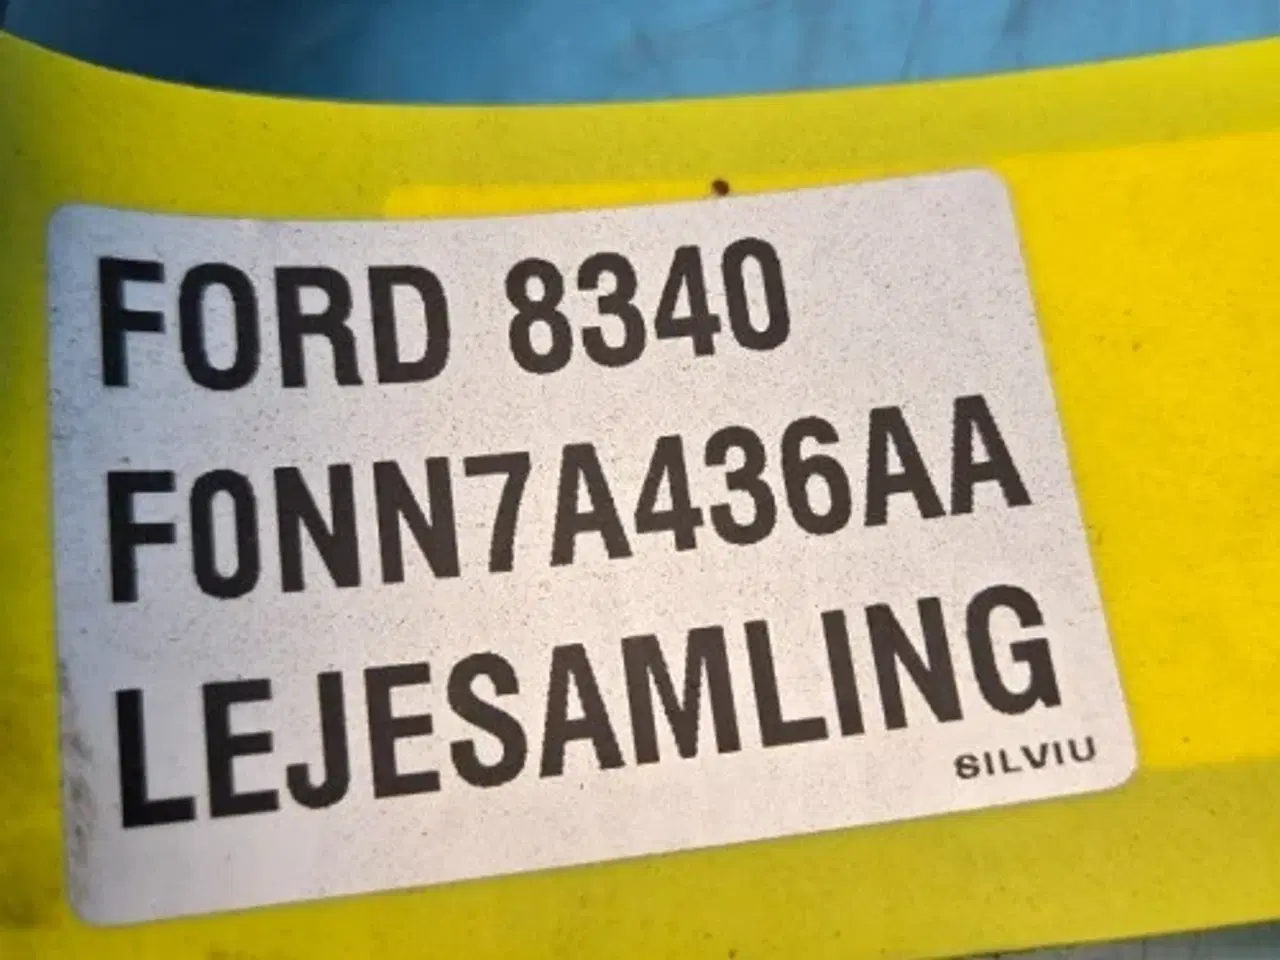 FORD 8340
F0NN7A436AA
LEJESAMLING
SILVIU